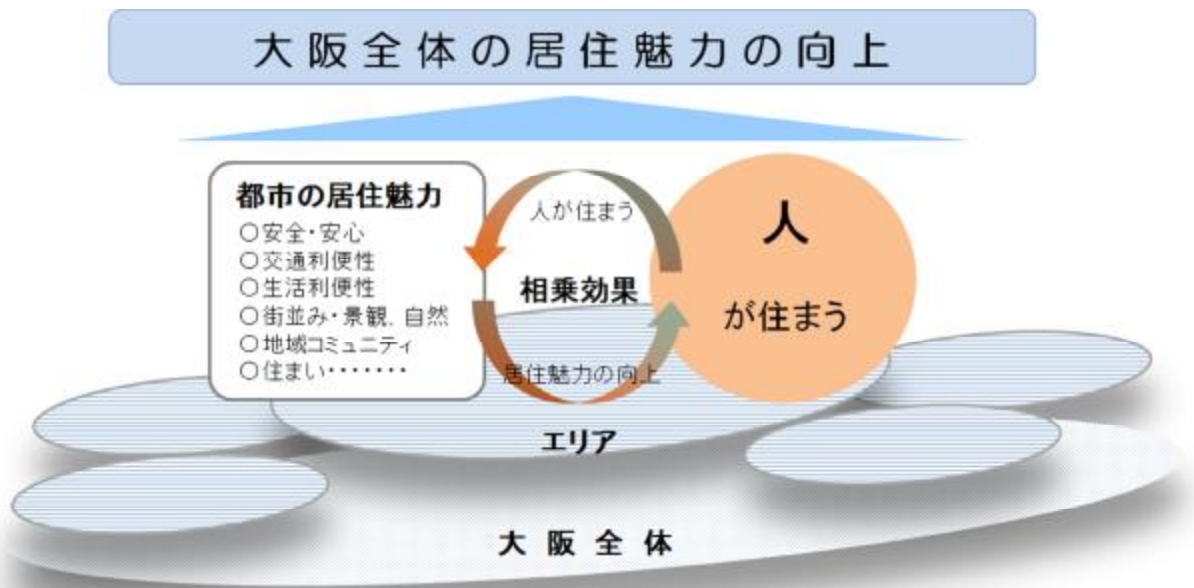 大阪全体の居住魅力の向上
都市の居住魅力
○安全・安心
○交通利便性
○生活利便性
○街並み・景観、自然
○地域コミュニティ
○住まい・・・・・・・
人が住まう
相乗効果
居住魅力の向上
人
が住まう
エリア
大阪全体